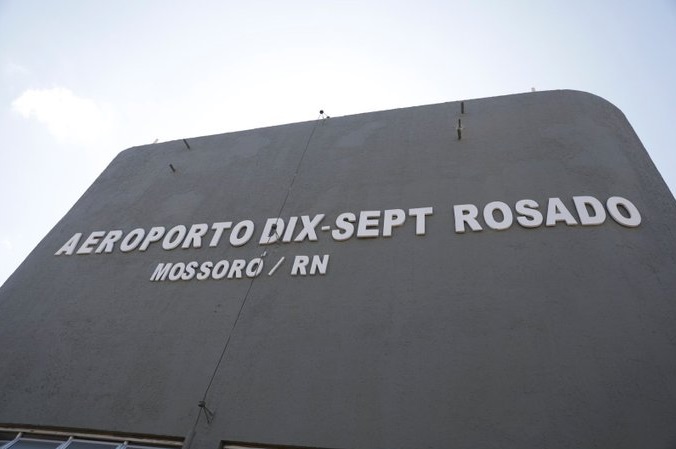 AEROPORTO DIX-SEPT ROSADO
MOSSORÓ / RN